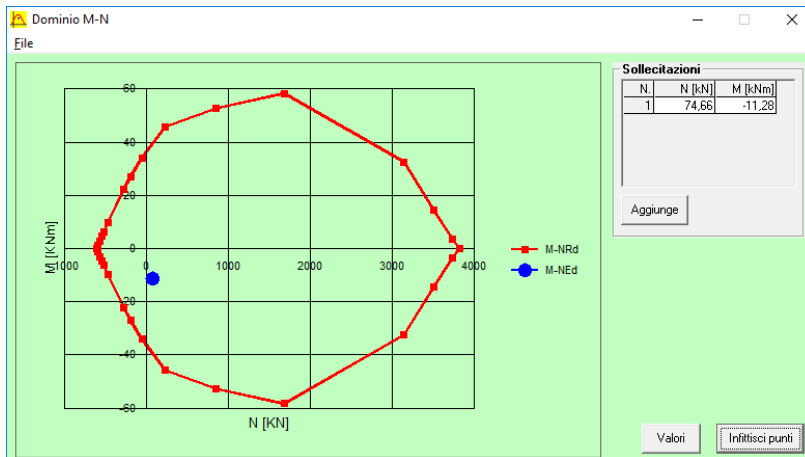 Dominio M-N
File
60
40
20
0
-20
-40
-60
-1000
0
1000
2000
3000
4000
M [KNm]
N [KN]
M-NRd
M-NEd
Sollecitazioni
N. N [kN] M [kNm]
1 74,66 -11,28
Aggiunge
Valori
Infittisci punti